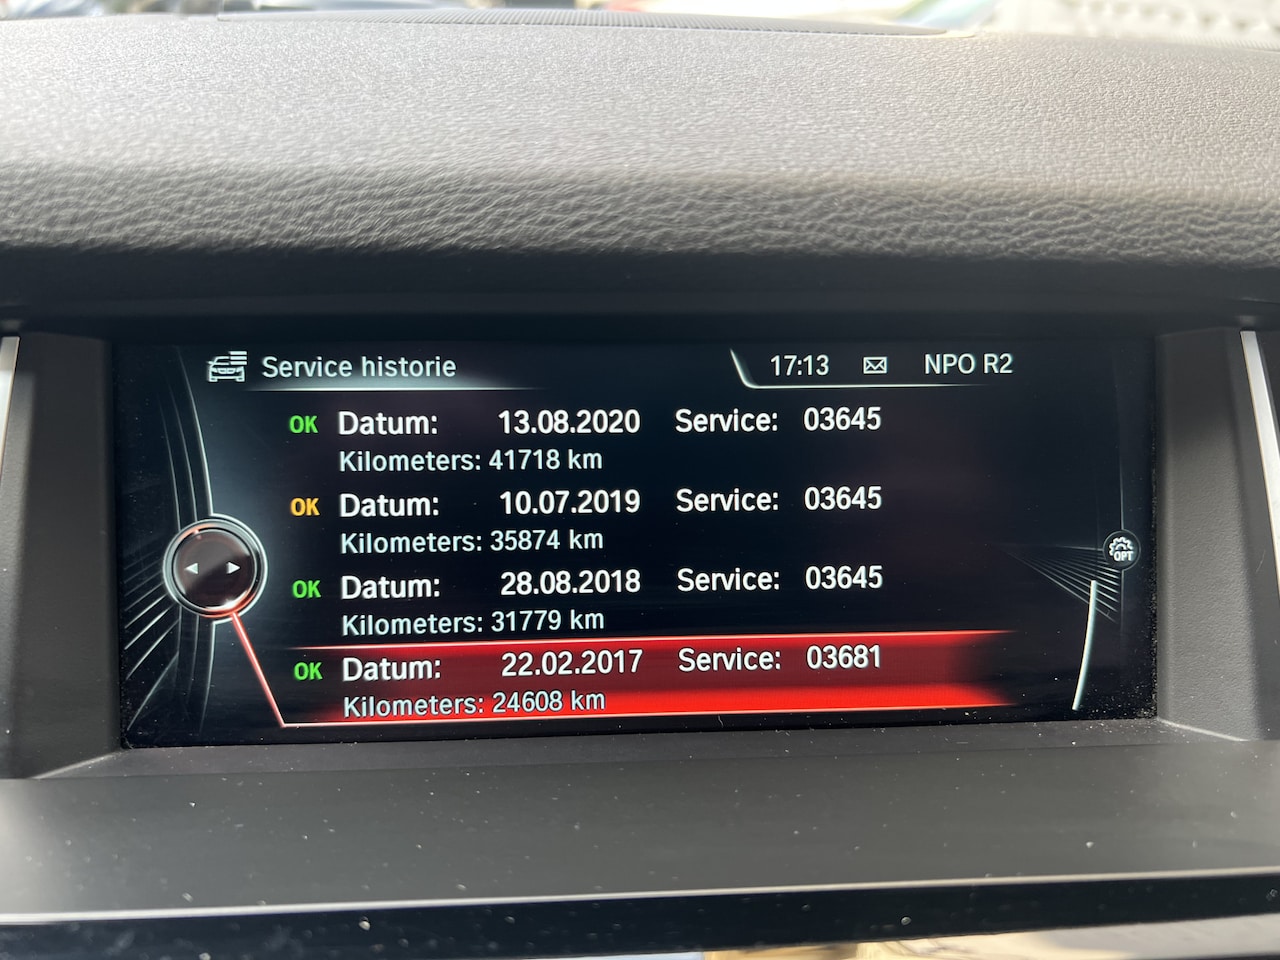 Service historie 17:13 NPO R2
OK Datum: 13.08.2020 Service: 03645
Kilometers: 41718 km
OK Datum: 10.07.2019 Service: 03645
Kilometers: 35874 km
OK Datum: 28.08.2018 Service: 03645
Kilometers: 31779 km
OK Datum: 22.02.2017 Service: 03681
Kilometers: 24608 km
OPT